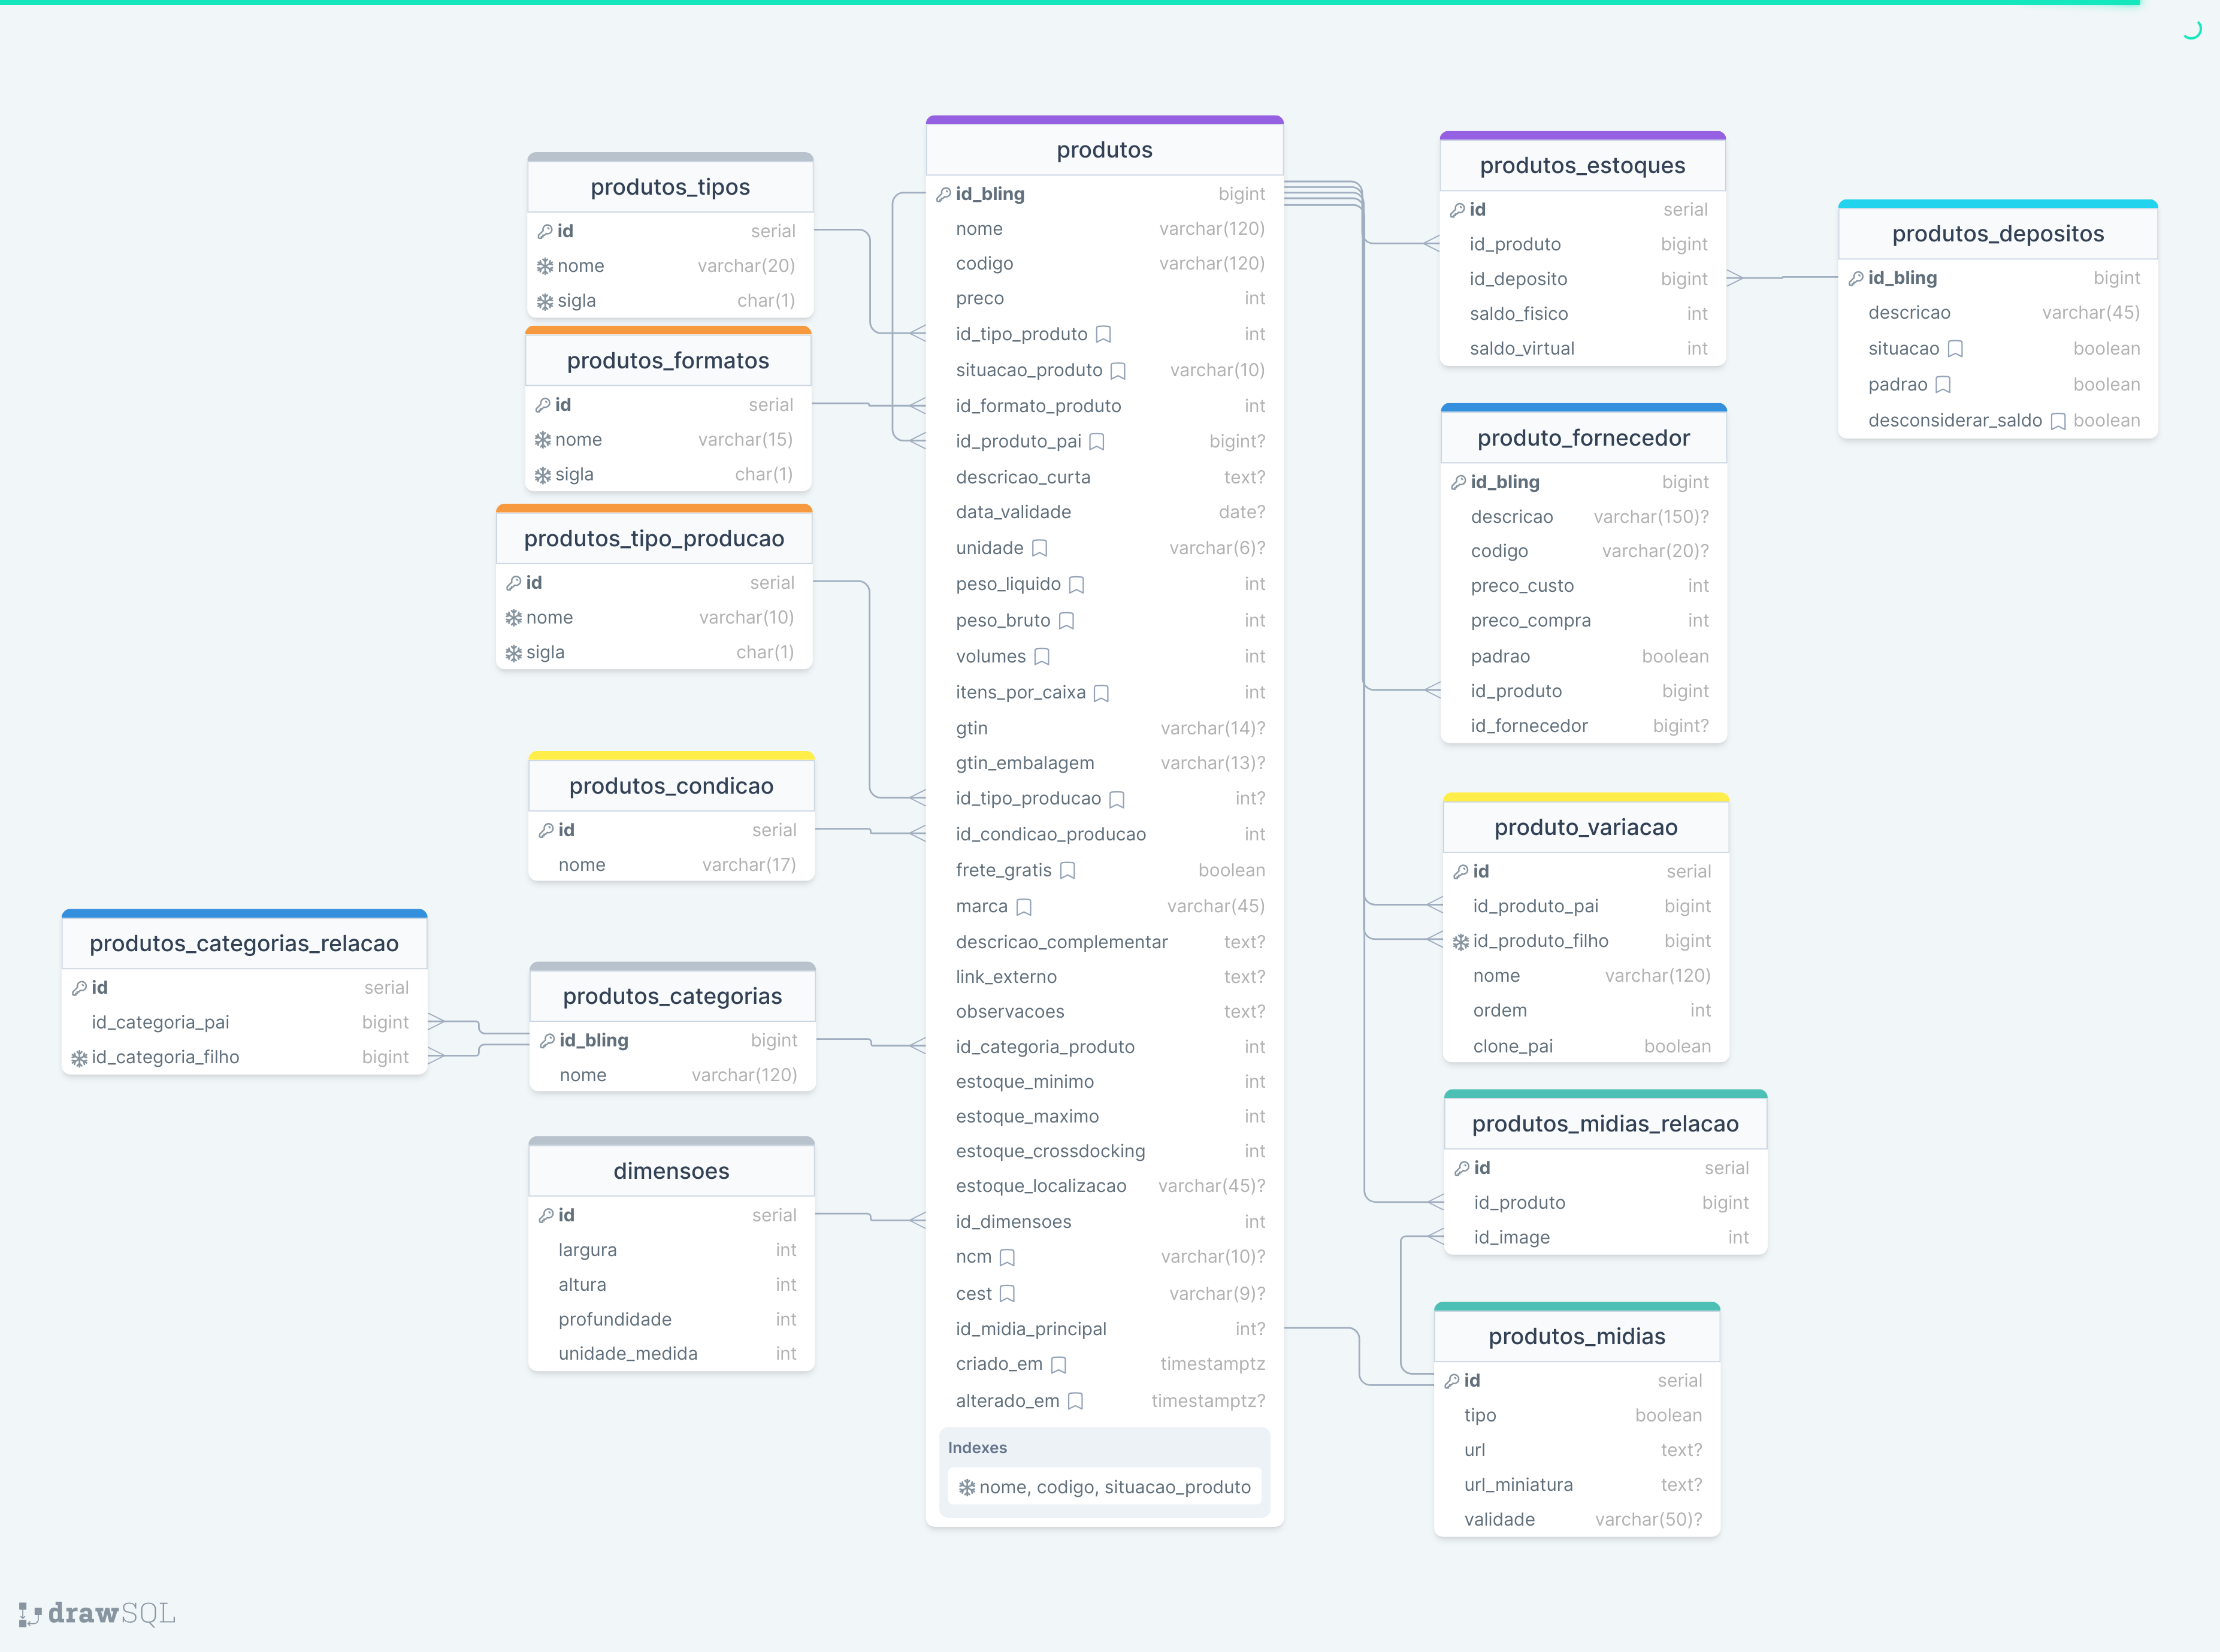 produtos_tipos
id serial
nome varchar(20)
sigla char(1)
produtos_formatos
id serial
nome varchar(15)
sigla char(1)
produtos_tipo_producao
id serial
nome varchar(10)
sigla char(1)
produtos_condicao
id serial
nome varchar(17)
produtos_categorias_relacao
id serial
id_categoria_pai bigint
id_categoria_filho bigint
produtos_categorias
id_bling bigint
nome varchar(120)
dimensoes
id serial
largura int
altura int
profundidade int
unidade_medida int
produtos
id_bling bigint
nome varchar(120)
codigo varchar(120)
preco int
id_tipo_produto int
situacao_produto varchar(10)
id_formato_produto int
id_produto_pai bigint?
descricao_curta text?
data_validade date?
unidade varchar(6)?
peso_liquido int
peso_bruto int
volumes int
itens_por_caixa int
gtin varchar(14)?
gtin_embalagem varchar(13)?
id_tipo_producao int?
id_condicao_producao int
frete_gratis boolean
marca varchar(45)
descricao_complementar text?
link_externo text?
observacoes text?
id_categoria_produto int
estoque_minimo int
estoque_maximo int
estoque_crossdocking int
estoque_localizacao varchar(45)?
id_dimensoes int
ncm varchar(10)?
cest varchar(9)?
id_midia_principal int?
criado_em timestamptz
alterado_em timestamptz?
Indexes
nome, codigo, situacao_produto
produtos_estoques
id serial
id_produto bigint
id_deposito bigint
saldo_fisico int
saldo_virtual int
produtos_depositos
id_bling bigint
descricao varchar(45)
situacao boolean
padrao boolean
desconsiderar_saldo boolean
produto_fornecedor
id_bling bigint
descricao varchar(150)?
codigo varchar(20)?
preco_custo int
preco_compra int
padrao boolean
id_produto bigint
id_fornecedor bigint?
produto_variacao
id serial
id_produto_pai bigint
id_produto_filho bigint
nome varchar(120)
ordem int
clone_pai boolean
produtos_midias_relacao
id serial
id_produto bigint
id_image int
produtos_midias
id serial
tipo boolean
url text?
url_miniatura text?
validade varchar(50)?
drawSQL